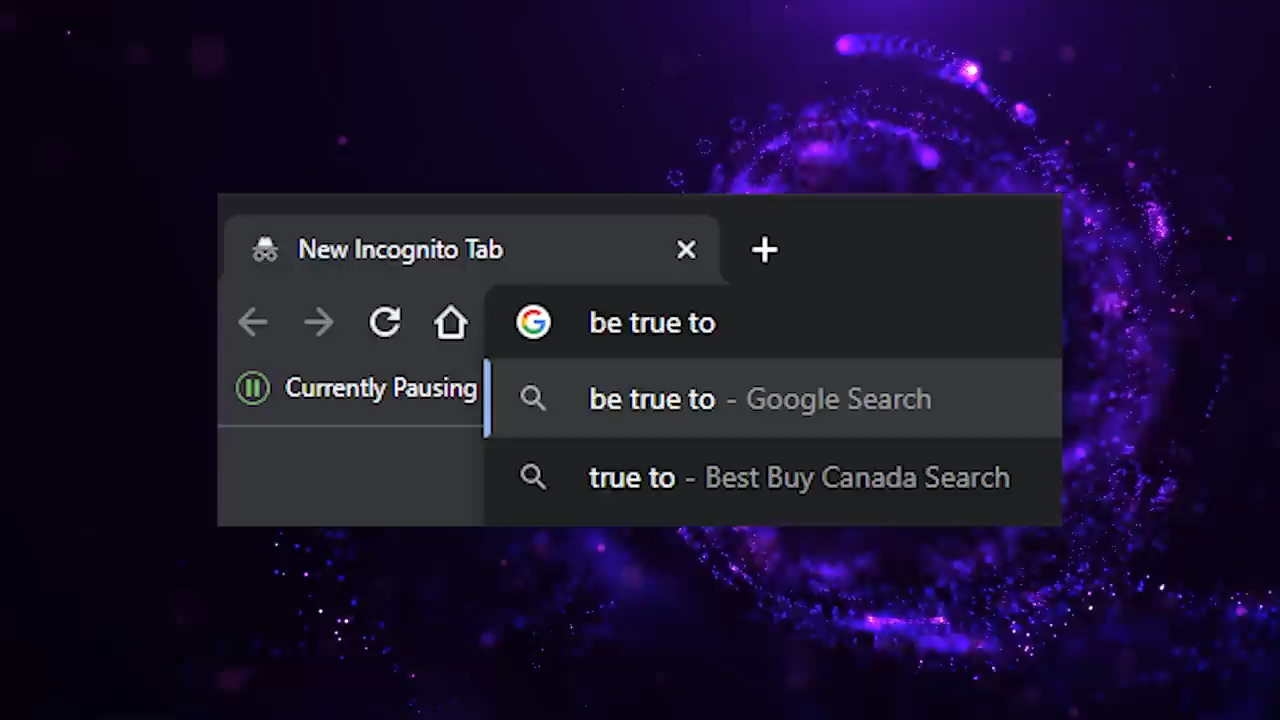 New Incognito Tab
be true to
Currently Pausing
be true to - Google Search
true to - Best Buy Canada Search